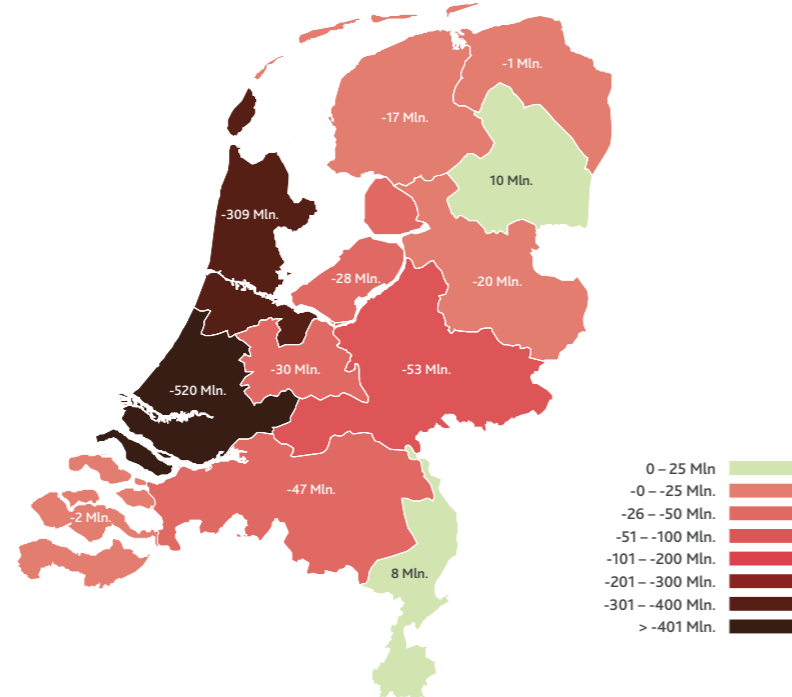 -1 Mln.
-17 Mln.
10 Mln.
-309 Mln.
-28 Mln.
-20 Mln.
-30 Mln.
-53 Mln.
-520 Mln.
-47 Mln.
-2 Mln.
8 Mln.
0 – 25 Mln
-0 – -25 Mln.
-26 – -50 Mln.
-51 – -100 Mln.
-101 – -200 Mln.
-201 – -300 Mln.
-301 – -400 Mln.
> -401 Mln.